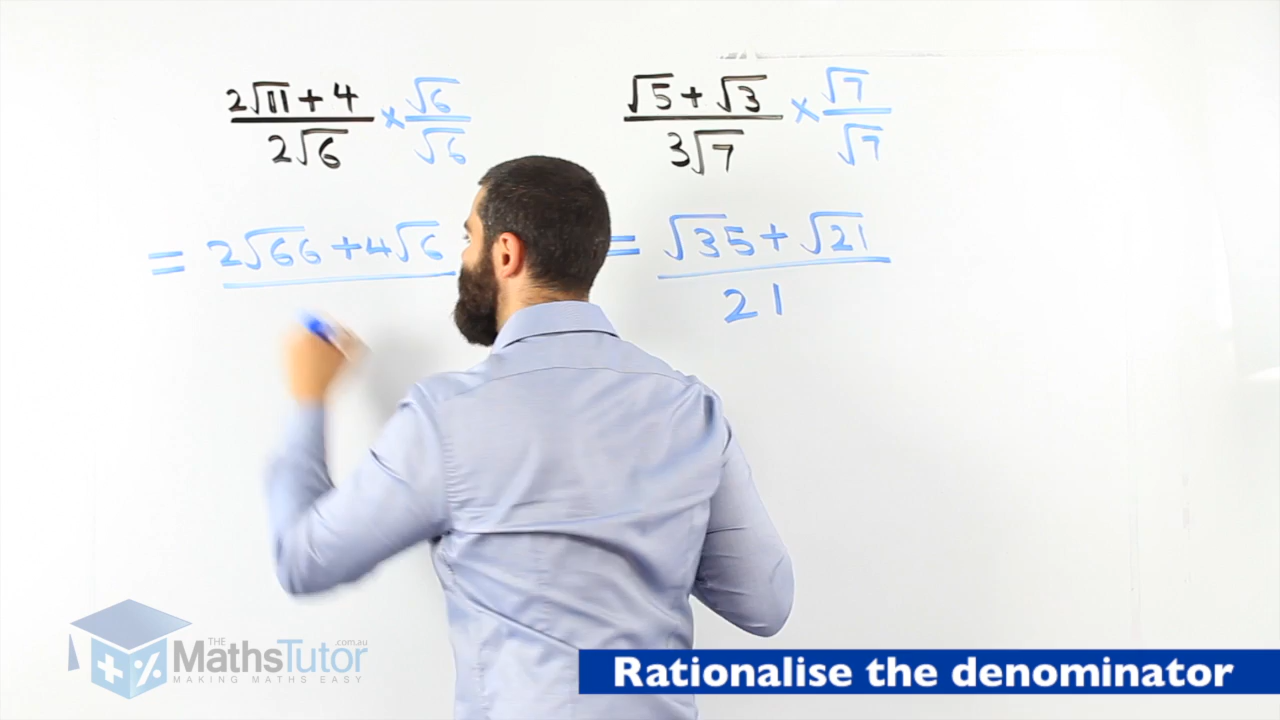 2√11 + 4 / 2√6 × √6 / √6
= 2√66 + 4√6
√5 + √3 / 3√7 × √7 / √7
= √35 + √21 / 21
THE MathsTutor .com.au
MAKING MATHS EASY
Rationalise the denominator